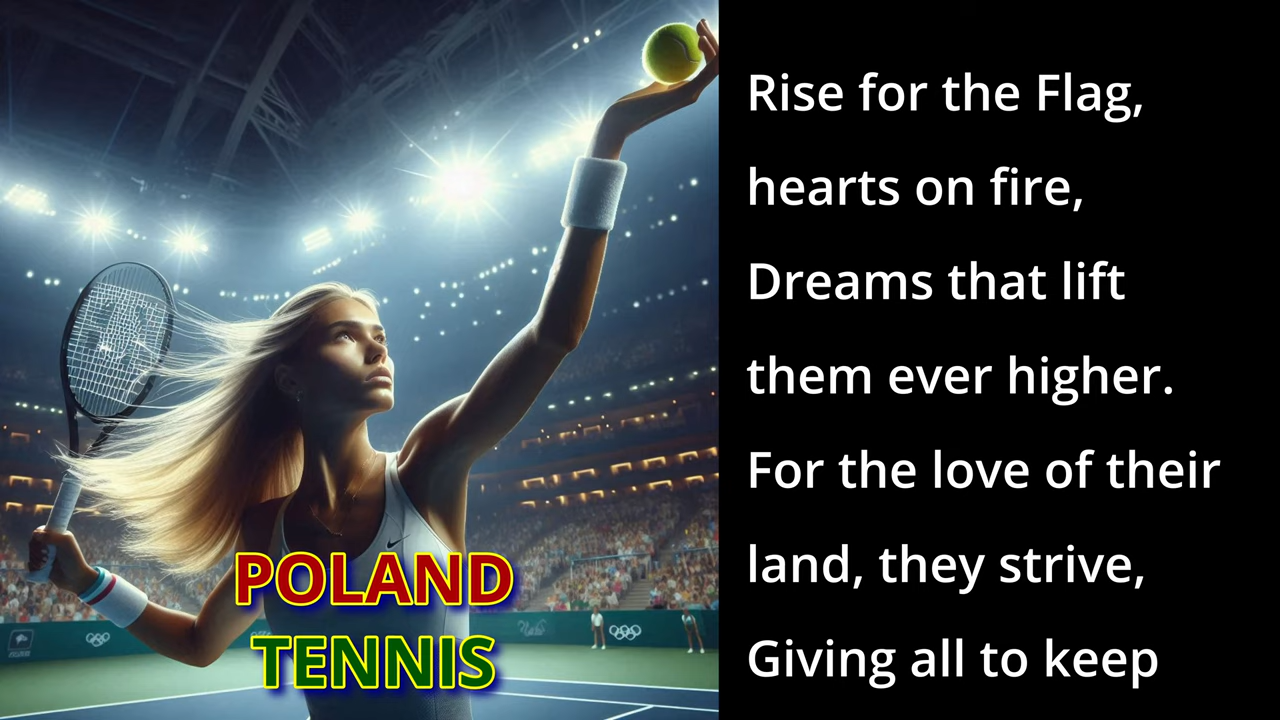 POLAND
TENNIS
Rise for the Flag,
hearts on fire,
Dreams that lift
them ever higher.
For the love of their
land, they strive,
Giving all to keep